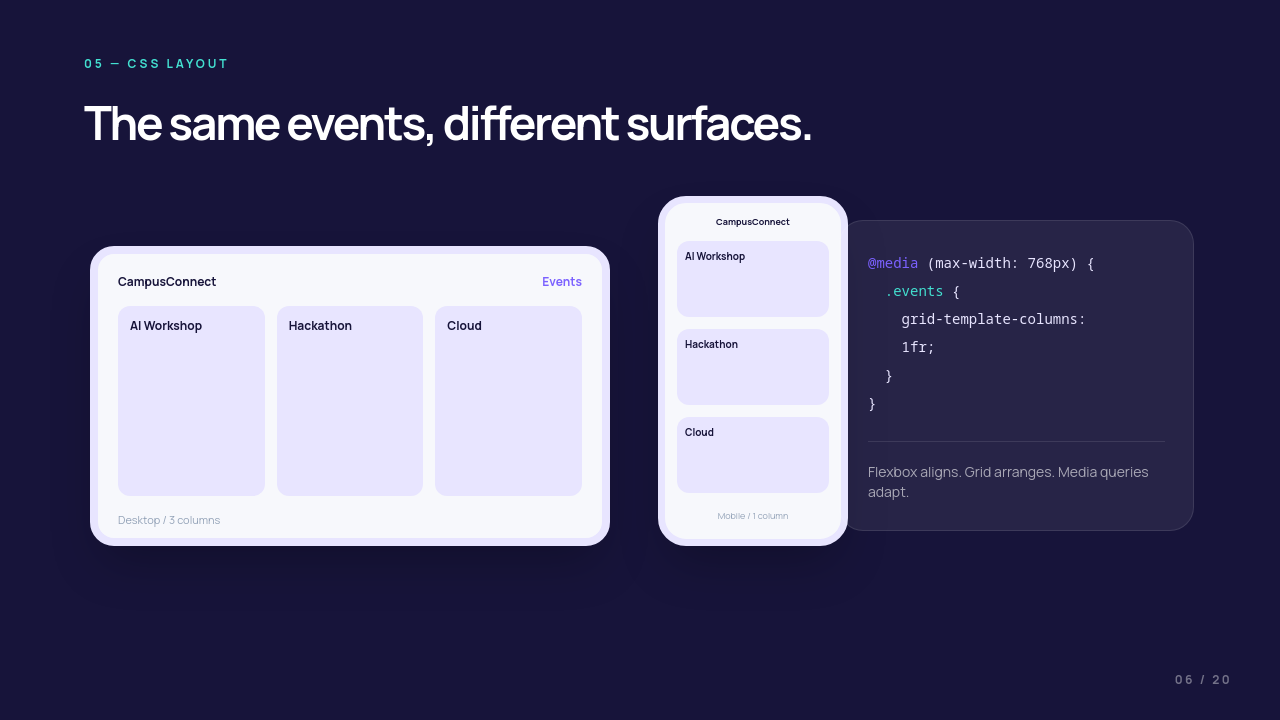 05 — CSS LAYOUT
The same events, different surfaces.
CampusConnect
Events
AI Workshop
Hackathon
Cloud
Desktop / 3 columns
CampusConnect
AI Workshop
Hackathon
Cloud
Mobile / 1 column
@media (max-width: 768px) {
.events {
grid-template-columns:
1fr;
}
}
Flexbox aligns. Grid arranges. Media queries
adapt.
06 / 20